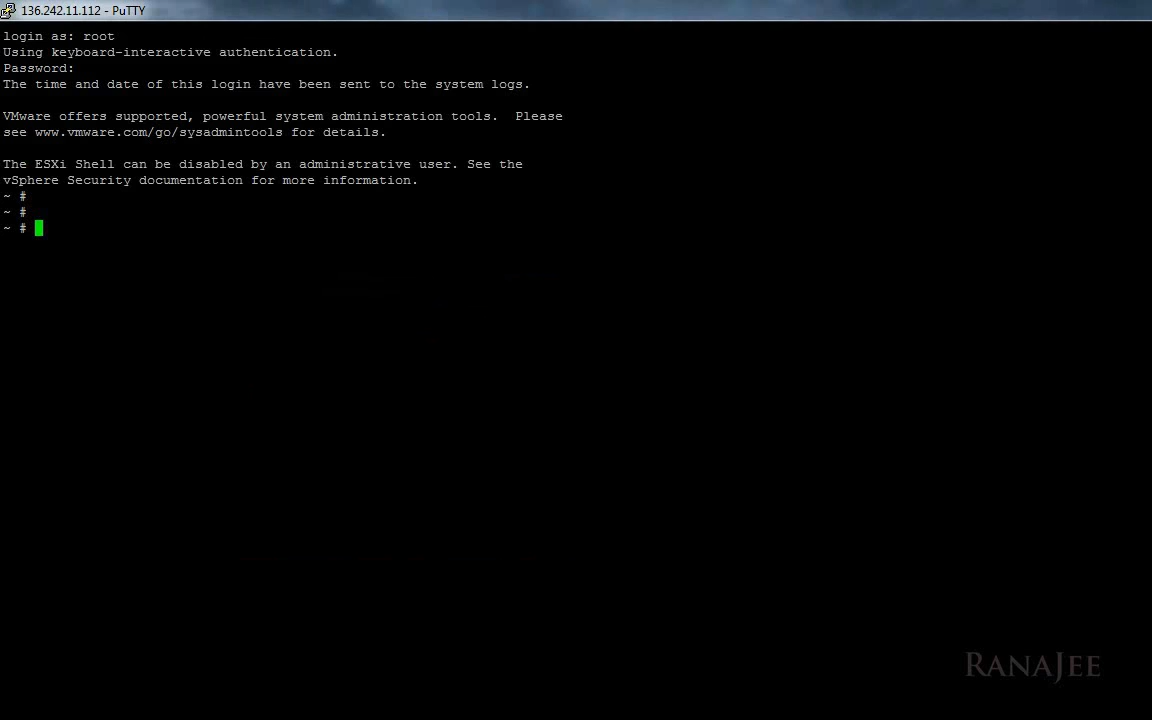 136.242.11.112 - PuTTY
login as: root
Using keyboard-interactive authentication.
Password:
The time and date of this login have been sent to the system logs.
VMware offers supported, powerful system administration tools.  Please
see www.vmware.com/go/sysadmintools for details.
The ESXi Shell can be disabled by an administrative user. See the
vSphere Security documentation for more information.
~ #
~ #
~ #
RANAJEE